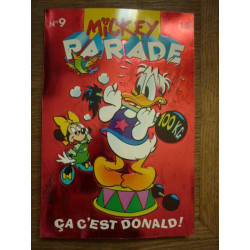 N°9
MICKEY
PARADE
100 KG
ÇA C'EST DONALD!